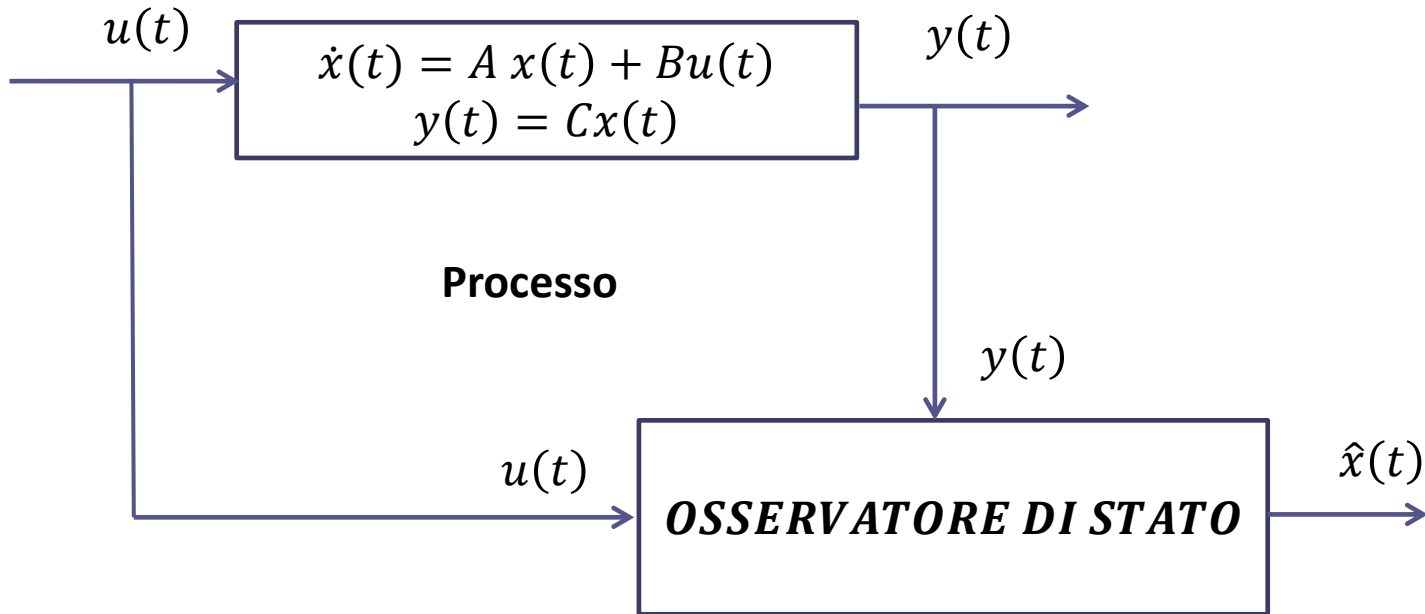 u(t)
ẋ(t) = A x(t) + Bu(t)
y(t) = Cx(t)
y(t)
Processo
y(t)
u(t)
OSSERVATORE DI STATO
x̂(t)